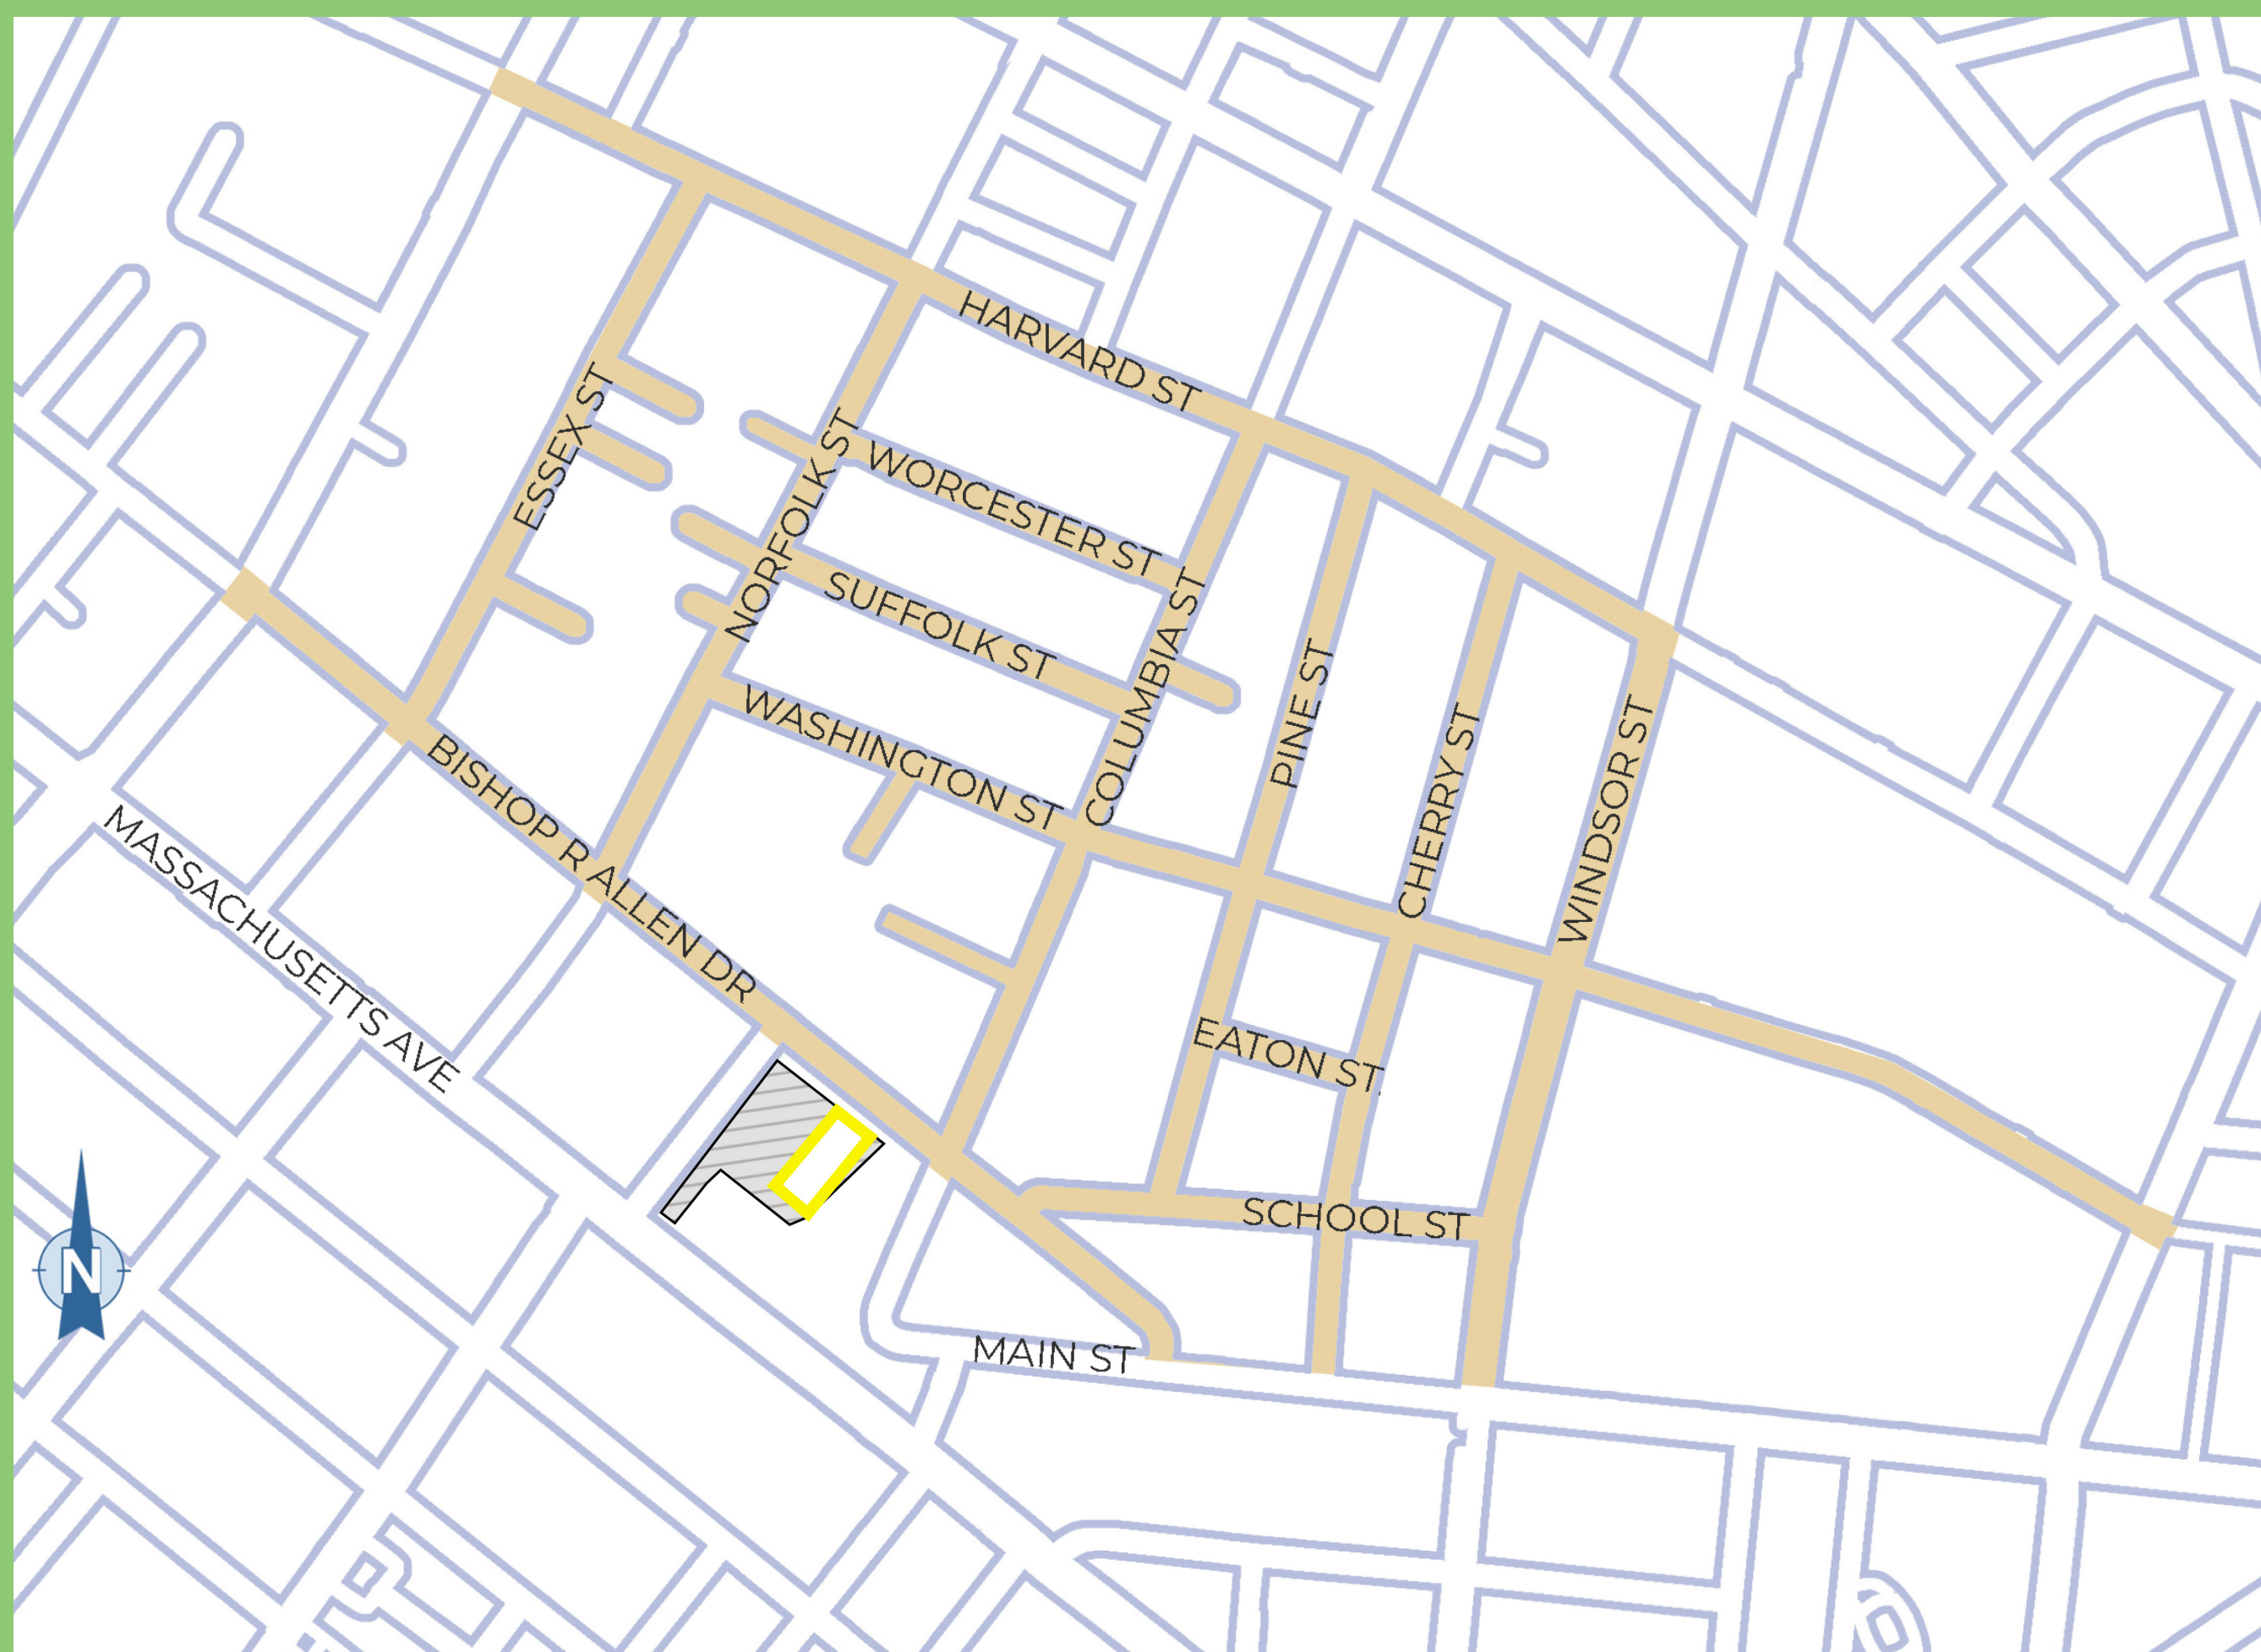 HARVARD ST
ESSEX ST
NORFOLK ST
WORCESTER ST
SUFFOLK ST
COLUMBIA ST
PINE ST
CHERRY ST
WINDSOR ST
WASHINGTON ST
BISHOP R ALLEN DR
MASSACHUSETTS AVE
EATON ST
SCHOOL ST
N
MAIN ST